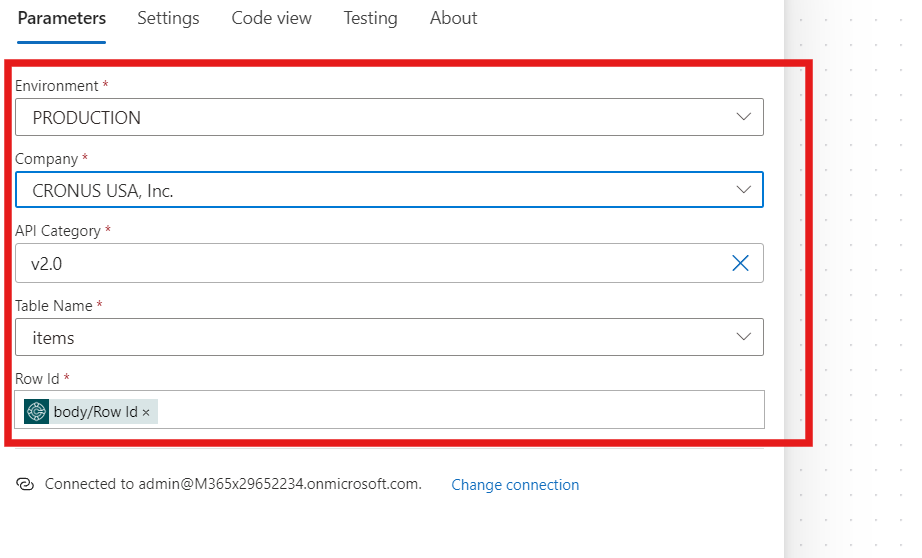 Parameters Settings Code view Testing About
Environment *
PRODUCTION
Company *
CRONUS USA, Inc.
API Category *
v2.0
Table Name *
items
Row Id *
body/Row Id ×
Connected to admin@M365x29652234.onmicrosoft.com. Change connection